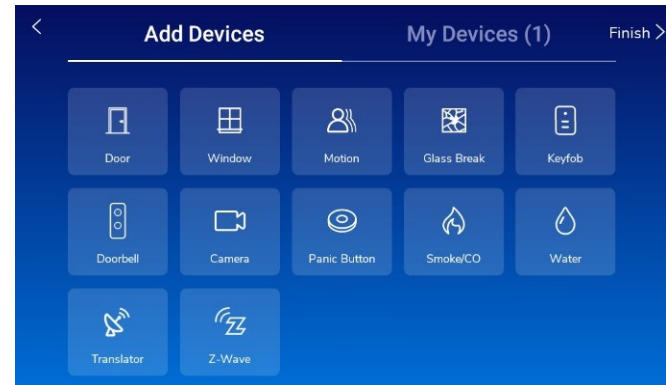 Add Devices My Devices (1) Finish
Door Window Motion Glass Break Keyfob
Doorbell Camera Panic Button Smoke/CO Water
Translator Z-Wave